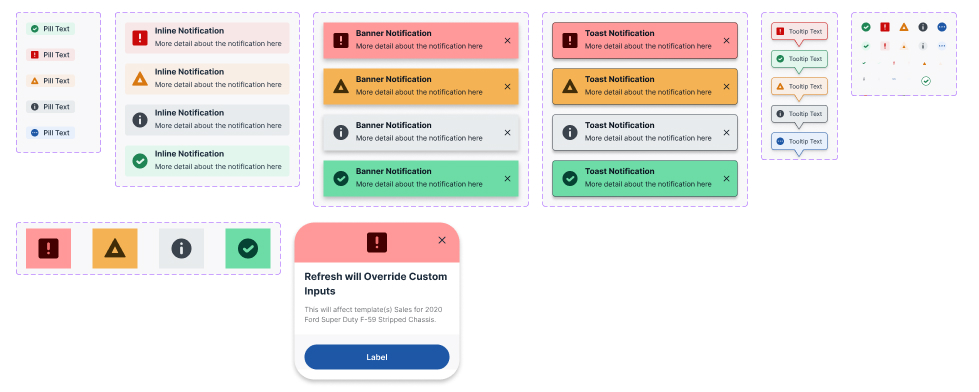 Pill Text
Pill Text
Pill Text
Pill Text
Pill Text
Inline Notification
More detail about the notification here
Inline Notification
More detail about the notification here
Inline Notification
More detail about the notification here
Inline Notification
More detail about the notification here
Banner Notification
More detail about the notification here
Banner Notification
More detail about the notification here
Banner Notification
More detail about the notification here
Banner Notification
More detail about the notification here
Toast Notification
More detail about the notification here
Toast Notification
More detail about the notification here
Toast Notification
More detail about the notification here
Toast Notification
More detail about the notification here
Tooltip Text
Tooltip Text
Tooltip Text
Tooltip Text
Tooltip Text
Refresh will Override Custom
Inputs
This will affect template(s) Sales for 2020
Ford Super Duty F-59 Stripped Chassis.
Label